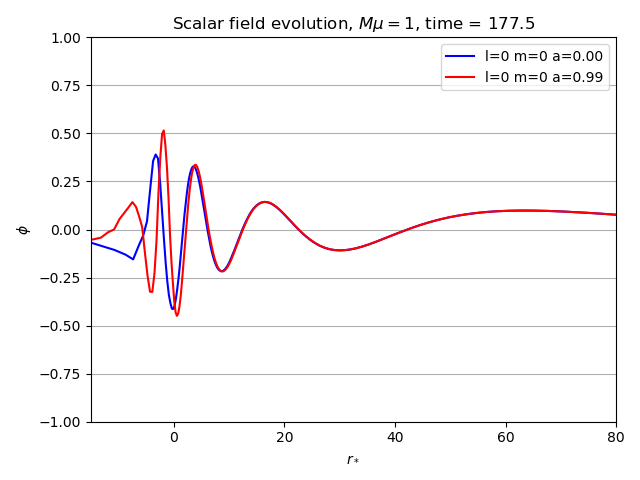 Scalar field evolution, Mμ = 1, time = 177.5
1.00
0.75
0.50
0.25
0.00
−0.25
−0.50
−0.75
−1.00
ϕ
l=0 m=0 a=0.00
l=0 m=0 a=0.99
0 20 40 60 80
r*